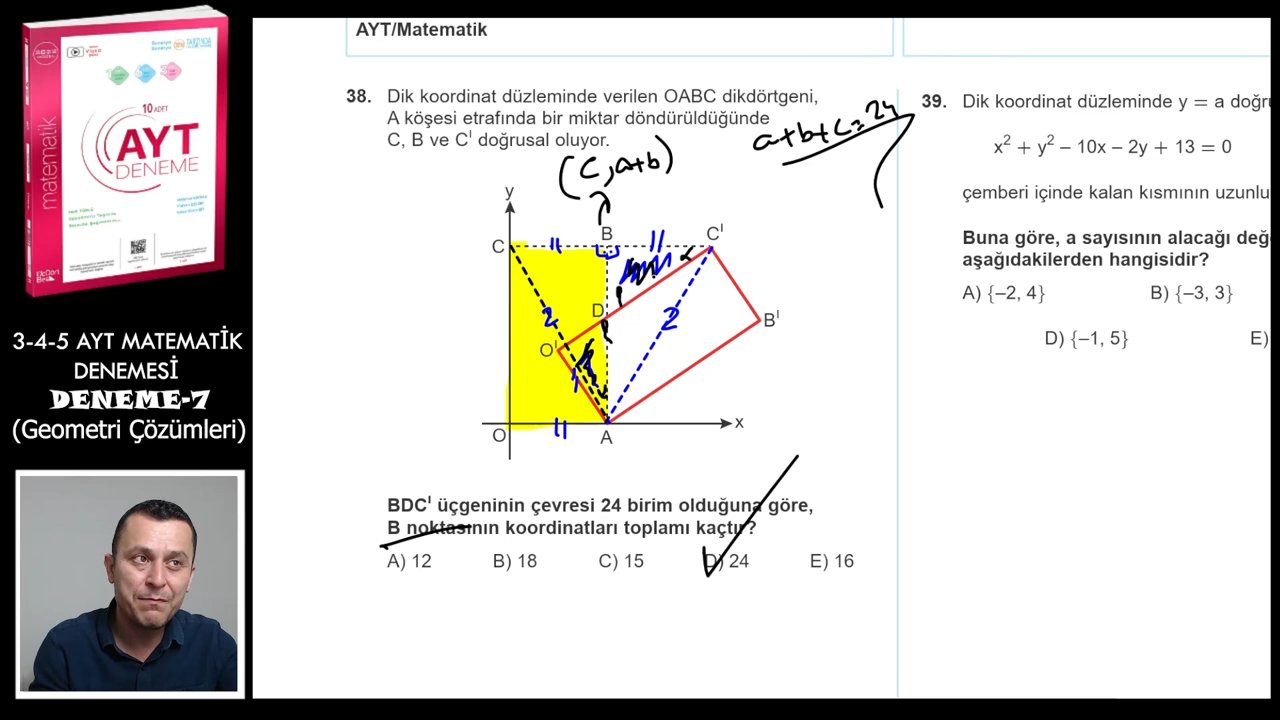 2022
matematik
10 ADET
AYT
DENEME
3-4-5 AYT MATEMATİK
DENEMESİ
DENEME-7
(Geometri Çözümleri)
AYT/Matematik
38. Dik koordinat düzleminde verilen OABC dikdörtgeni,
A köşesi etrafında bir miktar döndürüldüğünde
C, B ve C' doğrusal oluyor.
(c, a+b)
a+b+c=24
y
C
B
C'
D
O'
B'
2
2
O
A
x
BDC' üçgeninin çevresi 24 birim olduğuna göre,
B noktasının koordinatları toplamı kaçtır?
A) 12 B) 18 C) 15 D) 24 E) 16
39. Dik koordinat düzleminde y = a doğru
x² + y² – 10x – 2y + 13 = 0
çemberi içinde kalan kısmının uzunlu
Buna göre, a sayısının alacağı değe
aşağıdakilerden hangisidir?
A) {–2, 4} B) {–3, 3}
D) {–1, 5} E)